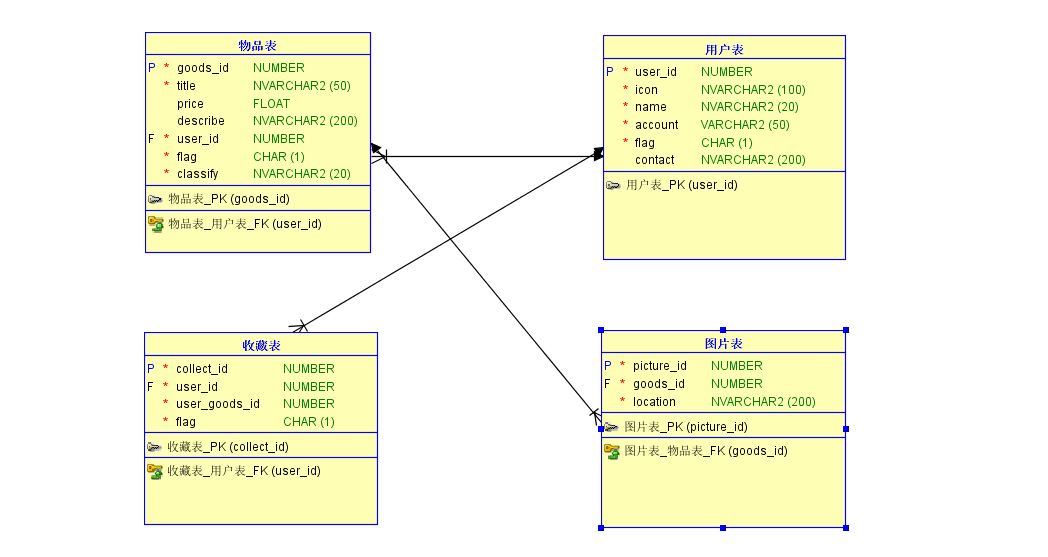 物品表
P * goods_id NUMBER
* title NVARCHAR2 (50)
price FLOAT
describe NVARCHAR2 (200)
F * user_id NUMBER
* flag CHAR (1)
* classify NVARCHAR2 (20)
物品表_PK (goods_id)
物品表_用户表_FK (user_id)
用户表
P * user_id NUMBER
* icon NVARCHAR2 (100)
* name NVARCHAR2 (20)
* account VARCHAR2 (50)
* flag CHAR (1)
contact NVARCHAR2 (200)
用户表_PK (user_id)
收藏表
P * collect_id NUMBER
F * user_id NUMBER
* user_goods_id NUMBER
* flag CHAR (1)
收藏表_PK (collect_id)
收藏表_用户表_FK (user_id)
图片表
P * picture_id NUMBER
F * goods_id NUMBER
* location NVARCHAR2 (200)
图片表_PK (picture_id)
图片表_物品表_FK (goods_id)